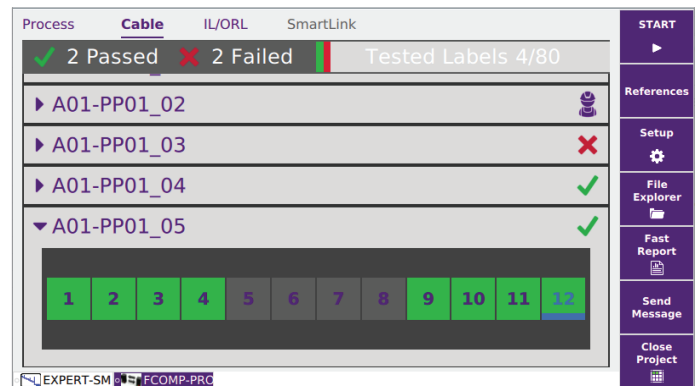 Process Cable IL/ORL SmartLink
2 Passed 2 Failed Tested Labels 4/80
A01-PP01_02
A01-PP01_03
A01-PP01_04
A01-PP01_05
1 2 3 4 5 6 7 8 9 10 11 12
EXPERT-SM FCOMP-PRO
START
References
Setup
File
Explorer
Fast
Report
Send
Message
Close
Project